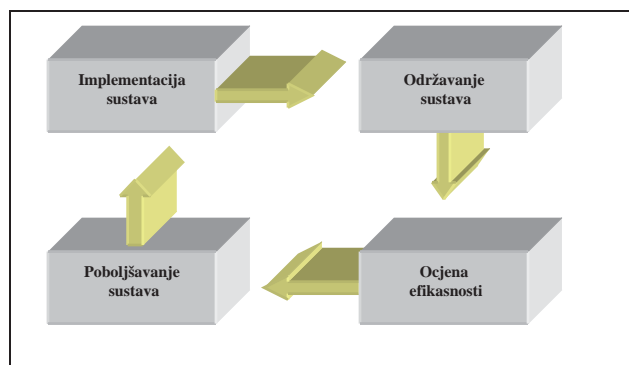 Implementacija
sustava
Održavanje
sustava
Poboljšavanje
sustava
Ocjena
efikasnosti